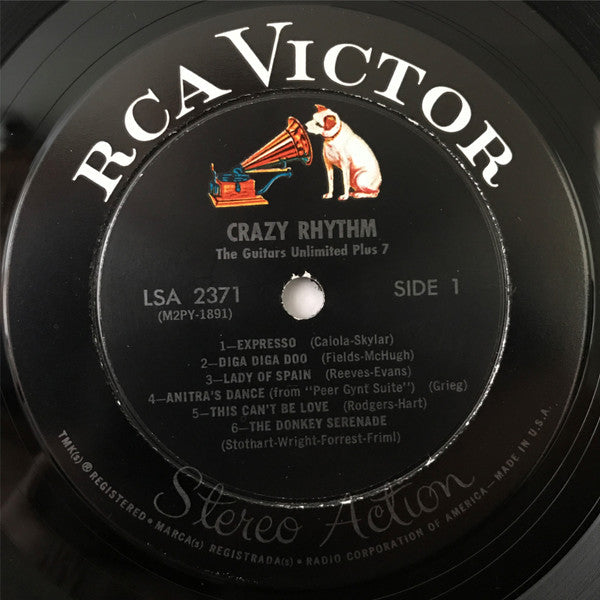 RCA VICTOR
CRAZY RHYTHM
The Guitars Unlimited Plus 7
LSA 2371
(M2PY-1891)
SIDE 1
1—EXPRESSO (Caiola-Skylar)
2—DIGA DIGA DOO (Fields-McHugh)
3—LADY OF SPAIN (Reeves-Evans)
4—ANITRA'S DANCE (from "Peer Gynt Suite") (Grieg)
5—THIS CAN'T BE LOVE (Rodgers-Hart)
6—THE DONKEY SERENADE
(Stothart-Wright-Forrest-Friml)
Stereo Action
TMK(s) ® REGISTERED • MARCA(s) REGISTRADA(s) • RADIO CORPORATION OF AMERICA—MADE IN U.S.A.